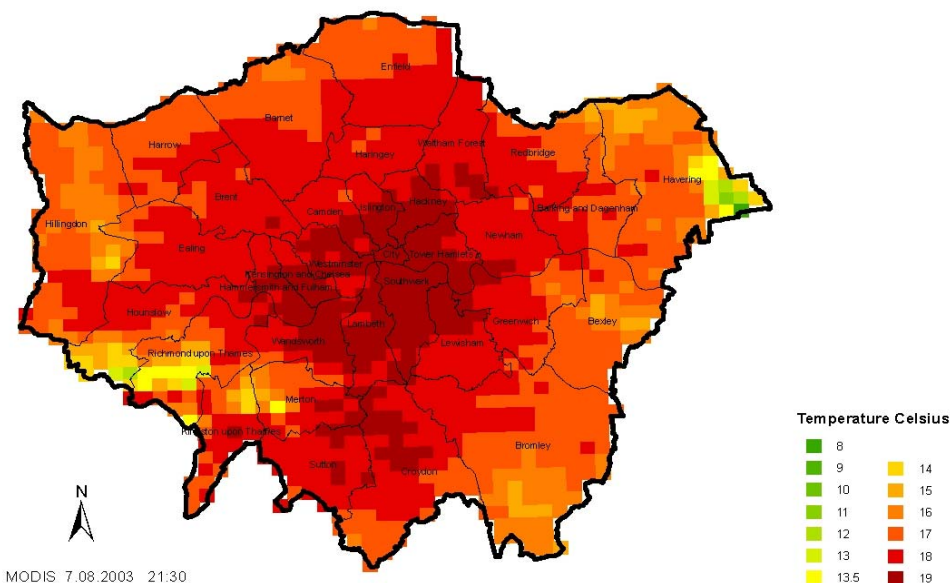 Enfield
Barnet
Harrow
Haringey
Waltham Forest
Redbridge
Havering
Brent
Camden
Islington
Hackney
Barking and Dagenham
Hillingdon
Ealing
Newham
City
Tower Hamlets
Westminster
Kensington and Chelsea
Hammersmith and Fulham
Southwark
Hounslow
Lambeth
Greenwich
Bexley
Wandsworth
Lewisham
Richmond upon Thames
Merton
Kingston upon Thames
Bromley
Sutton
Croydon
Temperature Celsius
8
9
10
11
12
13
13.5
14
15
16
17
18
19
N
MODIS 7.08.2003 21:30